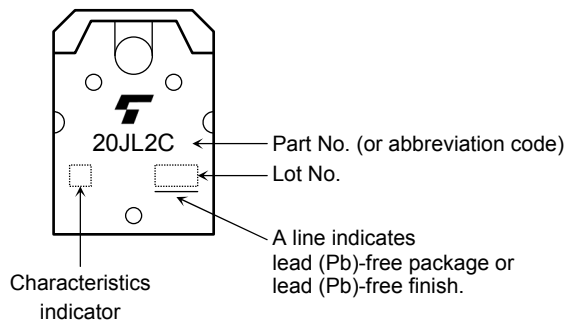 20JL2C
Part No. (or abbreviation code)
Lot No.
A line indicates
lead (Pb)-free package or
lead (Pb)-free finish.
Characteristics
indicator